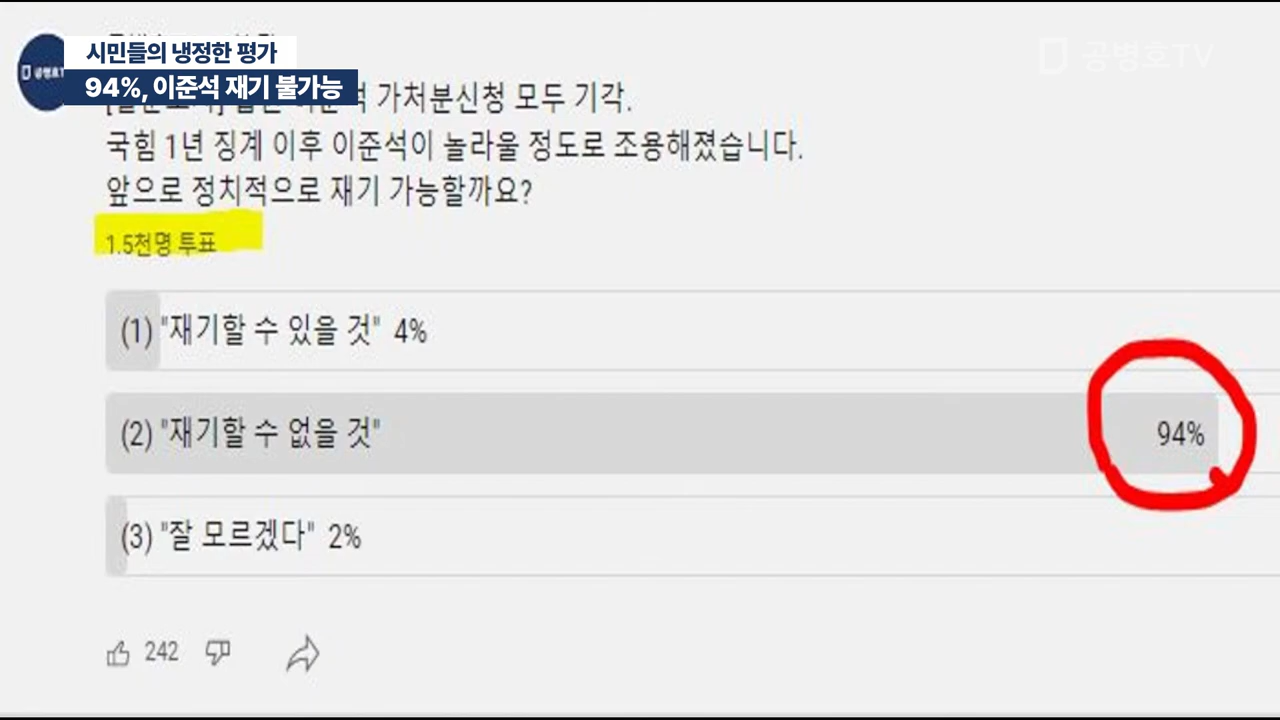 시민들의 냉정한 평가
94%, 이준석 재기 불가능
공병호TV
가처분신청 모두 기각.
국힘 1년 징계 이후 이준석이 놀라울 정도로 조용해졌습니다.
앞으로 정치적으로 재기 가능할까요?
1.5천명 투표
(1) "재기할 수 있을 것" 4%
(2) "재기할 수 없을 것" 94%
(3) "잘 모르겠다" 2%
242